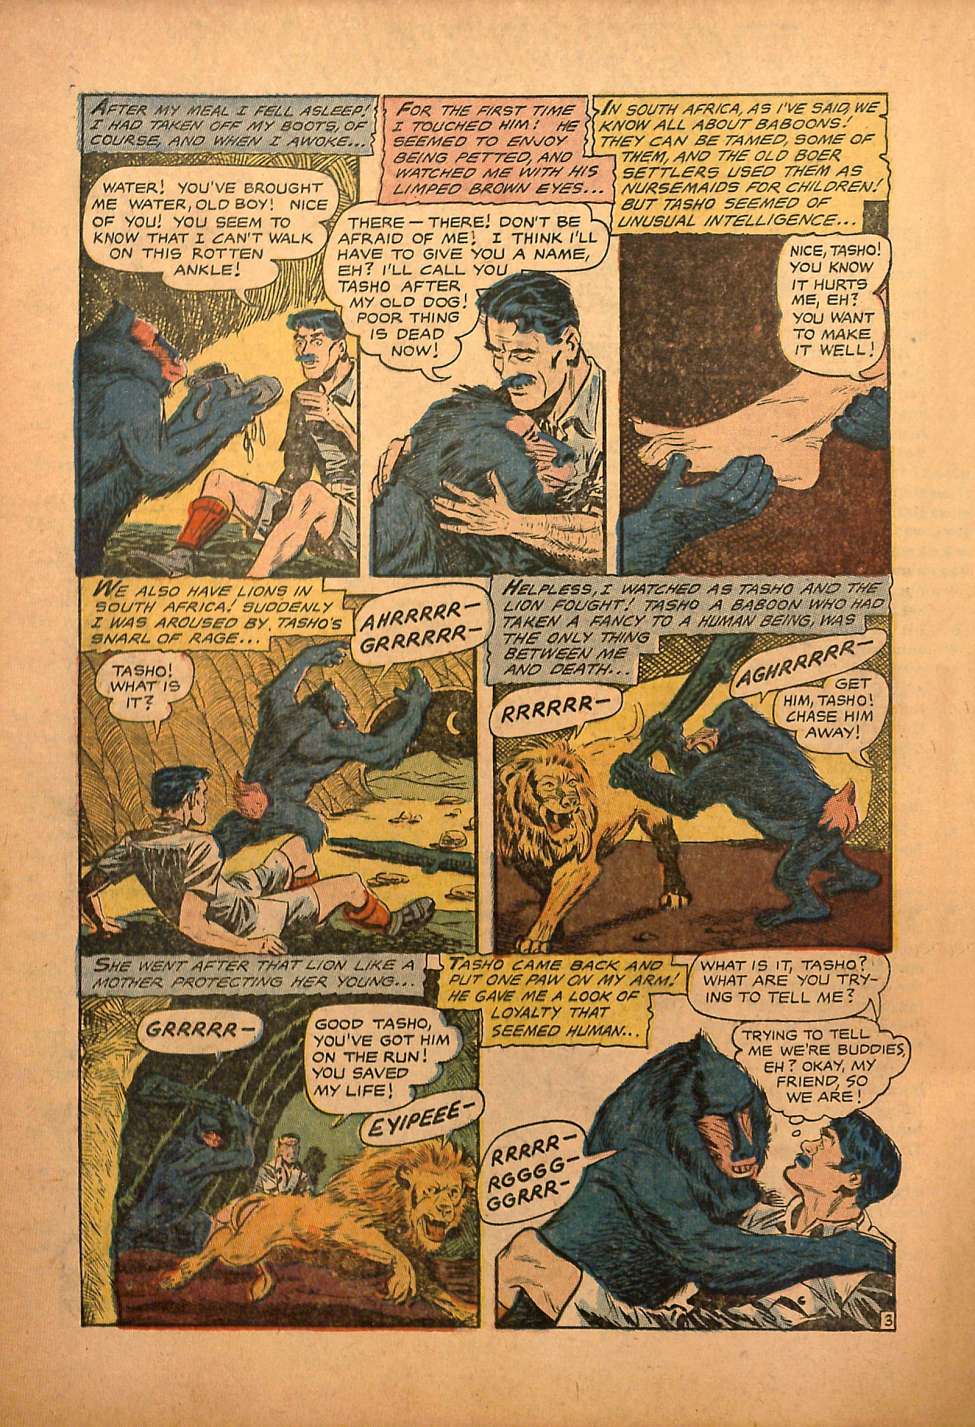 AFTER MY MEAL I FELL ASLEEP!
I HAD TAKEN OFF MY BOOTS, OF
COURSE, AND WHEN I AWOKE...
WATER! YOU'VE BROUGHT
ME WATER, OLD BOY! NICE
OF YOU! YOU SEEM TO
KNOW THAT I CAN'T WALK
ON THIS ROTTEN
ANKLE!
FOR THE FIRST TIME
I TOUCHED HIM! HE
SEEMED TO ENJOY
BEING PETTED, AND
WATCHED ME WITH HIS
LIMPED BROWN EYES...
THERE-THERE! DON'T BE
AFRAID OF ME! I THINK I'LL
HAVE TO GIVE YOU A NAME,
EH? I'LL CALL YOU
TASHO AFTER
MY OLD DOG!
POOR THING
IS DEAD
NOW!
IN SOUTH AFRICA, AS I'VE SAID, WE
KNOW ALL ABOUT BABOONS!
THEY CAN BE TAMED, SOME OF
THEM, AND THE OLD BOER
SETTLERS USED THEM AS
NURSEMAIDS FOR CHILDREN!
BUT TASHO SEEMED OF
UNUSUAL INTELLIGENCE...
NICE, TASHO!
YOU KNOW
IT HURTS
ME, EH?
YOU WANT
TO MAKE
IT WELL!
WE ALSO HAVE LIONS IN
SOUTH AFRICA! SUDDENLY
I WAS AROUSED BY, TASHO'S
SNARL OF RAGE...
AHRRRRR-
GRRRRRR-
TASHO!
WHAT IS
IT?
HELPLESS, I WATCHED AS TASHO AND THE
LION FOUGHT! TASHO A BABOON WHO HAD
TAKEN A FANCY TO A HUMAN BEING, WAS
THE ONLY THING
BETWEEN ME
AND DEATH...
RRRRRR-
AGHRRRRR-
GET
HIM, TASHO!
CHASE HIM
AWAY!
SHE WENT AFTER THAT LION LIKE A
MOTHER PROTECTING HER YOUNG...
GRRRRR-
GOOD TASHO,
YOU'VE GOT HIM
ON THE RUN!
YOU SAVED
MY LIFE!
EYIPEEE-
TASHO CAME BACK AND
PUT ONE PAW ON MY ARM!
HE GAVE ME A LOOK OF
LOYALTY THAT
SEEMED HUMAN...
WHAT IS IT, TASHO?
WHAT ARE YOU TRY-
ING TO TELL ME?
TRYING TO TELL
ME WE'RE BUDDIES,
EH? OKAY, MY
FRIEND, SO
WE ARE!
RRRRR-
RGGGG-
GGRRR-
3